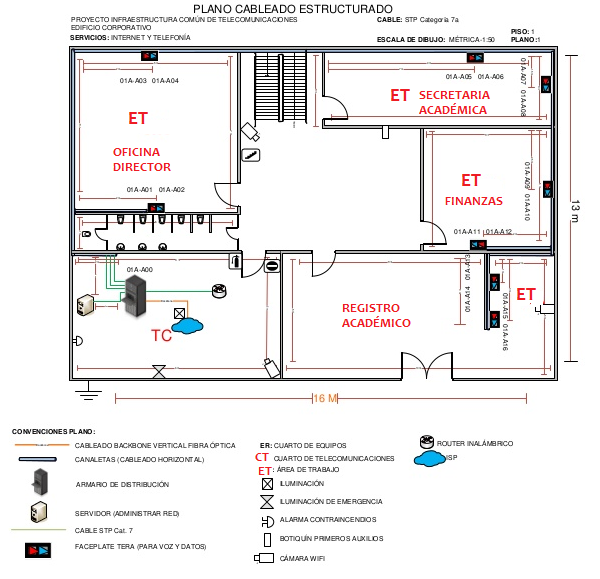 PLANO CABLEADO ESTRUCTURADO
PROYECTO INFRAESTRUCTURA COMÚN DE TELECOMUNICACIONES
EDIFICIO CORPORATIVO
SERVICIOS: INTERNET Y TELEFONÍA
CABLE: STP Categoría 7a
ESCALA DE DIBUJO: MÉTRICA-1:50
PISO: 1
PLANO:1
01A-A03 01A-A04
ET
OFICINA
DIRECTOR
01A-A01 01A-A02
01A-A05 01A-A06
ET SECRETARIA
ACADÉMICA
01A-A07
01A-A08
ET
FINANZAS
01A-A09
01A-A10
01A-A11 01A-A12
13 m
01A-A00
TC
REGISTRO
ACADÉMICO
01A-A13
01A-A14
ET
01A-A15
01A-A16
16 M
CONVENCIONES PLANO:
CABLEADO BACKBONE VERTICAL FIBRA ÓPTICA
CANALETAS (CABLEADO HORIZONTAL)
ARMARIO DE DISTRIBUCIÓN
SERVIDOR (ADMINISTRAR RED)
CABLE STP Cat. 7
FACEPLATE TERA (PARA VOZ Y DATOS)
ER: CUARTO DE EQUIPOS
CT CUARTO DE TELECOMUNICACIONES
ET: ÁREA DE TRABAJO
ILUMINACIÓN
ILUMINACIÓN DE EMERGENCIA
ALARMA CONTRAINCENDIOS
BOTIQUÍN PRIMEROS AUXILIOS
CÁMARA WIFI
ROUTER INALÁMBRICO
ISP